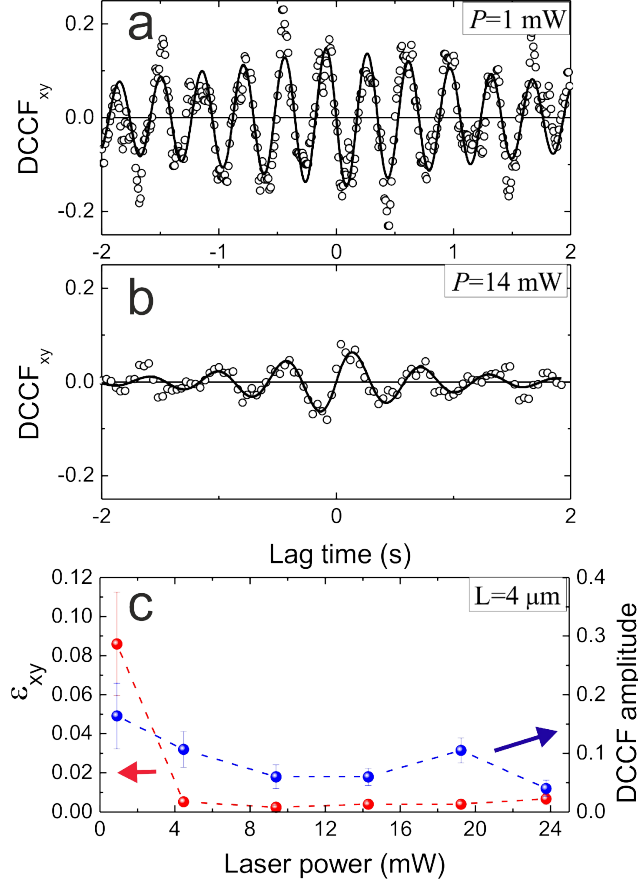 a
P=1 mW
DCCFxy
0.2
0.0
-0.2
-2 -1 0 1 2
b
P=14 mW
DCCFxy
0.2
0.0
-0.2
-2 0 2
Lag time (s)
c
L=4 μm
εxy
0.12
0.10
0.08
0.06
0.04
0.02
0.00
0.4
0.3
0.2
0.1
0.0
DCCF amplitude
0 4 8 12 16 20 24
Laser power (mW)